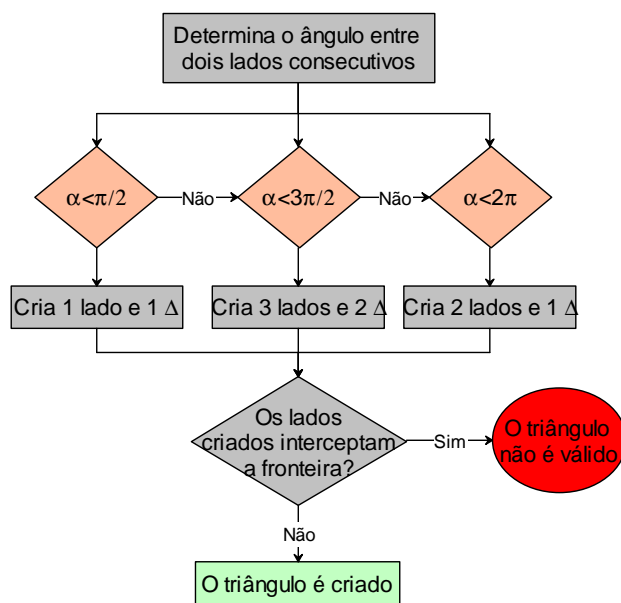 Determina o ângulo entre
dois lados consecutivos
α<π/2
Não
α<3π/2
Não
α<2π
Cria 1 lado e 1 Δ
Cria 3 lados e 2 Δ
Cria 2 lados e 1 Δ
Os lados
criados interceptam
a fronteira?
Sim
O triângulo
não é válido
Não
O triângulo é criado